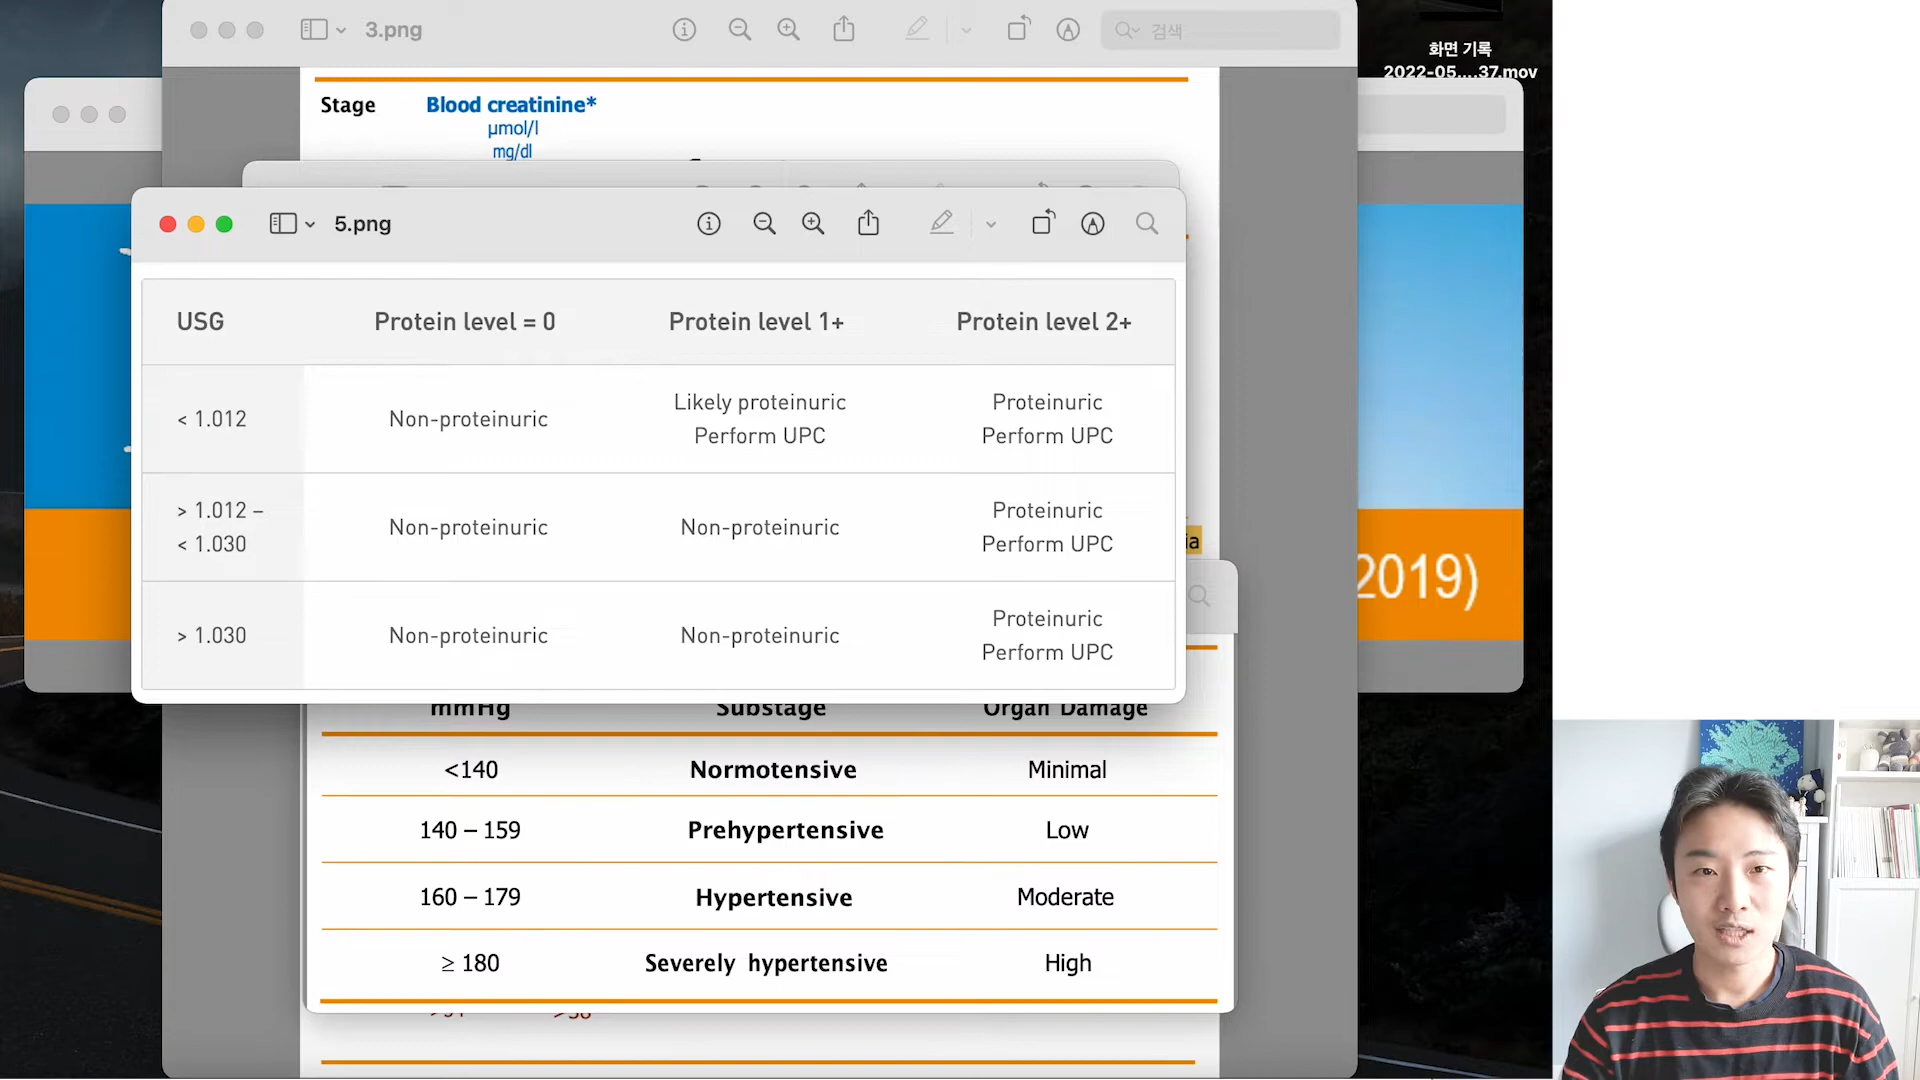 3.png
검색
화면 기록
2022-05....37.mov
Stage
Blood creatinine*
µmol/l
mg/dl
5.png
USG
Protein level = 0
Protein level 1+
Protein level 2+
< 1.012
Non-proteinuric
Likely proteinuric
Perform UPC
Proteinuric
Perform UPC
> 1.012 –
< 1.030
Non-proteinuric
Non-proteinuric
Proteinuric
Perform UPC
> 1.030
Non-proteinuric
Non-proteinuric
Proteinuric
Perform UPC
ia
2019)
mmHg
Substage
Organ Damage
<140
Normotensive
Minimal
140 – 159
Prehypertensive
Low
160 – 179
Hypertensive
Moderate
≥ 180
Severely hypertensive
High